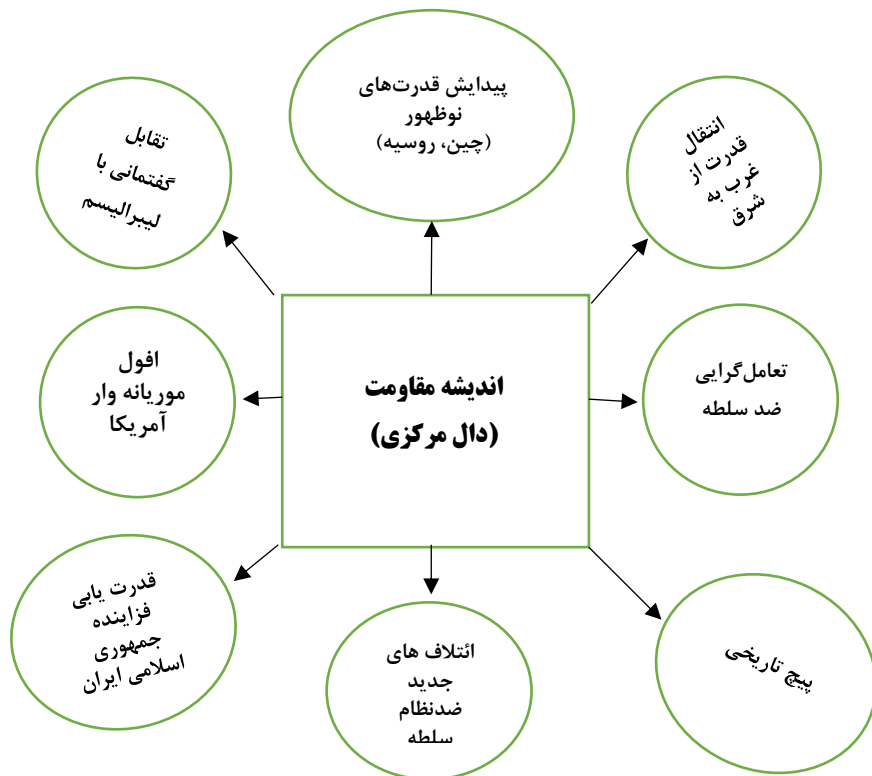 پیدایش قدرت‌های
نوظهور
(چین، روسیه)
انتقال
قدرت از
غرب به
شرق
تقابل
گفتمانی با
لیبرالیسم
تعامل‌گرایی
ضد سلطه
اندیشه مقاومت
(دال مرکزی)
افول
موریانه وار
آمریکا
پیچ تاریخی
ائتلاف های
جدید
ضدنظام
سلطه
قدرت یابی
فزاینده
جمهوری
اسلامی ایران